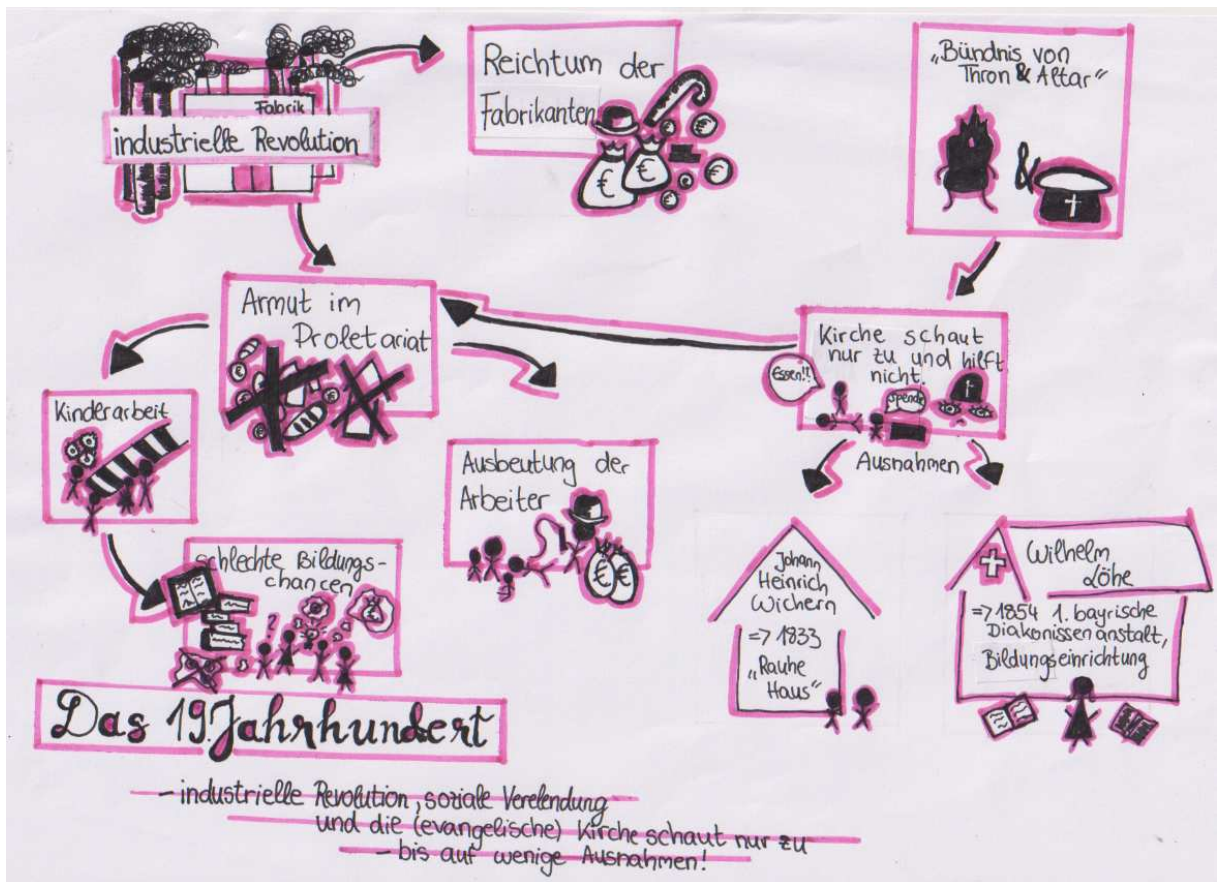 Fabrik
industrielle Revolution
Reichtum der
Fabrikanten
€
€
„Bündnis von
Thron & Altar“
&
Armut im
Proletariat
Kirche schaut
nur zu und hilft
nicht.
Essen!!
Spende
Ausnahmen
Kinderarbeit
Ausbeutung der
Arbeiter
€
€
schlechte Bildungs-
chancen
?
Johann
Heinrich
Wichern
=> 1833
„Rauhe
Haus“
Wilhelm
Löhe
=> 1854 1. bayrische
Diakonissenanstalt,
Bildungseinrichtung
Das 19. Jahrhundert
- industrielle Revolution, soziale Verelendung
und die (evangelische) Kirche schaut nur zu
- bis auf wenige Ausnahmen!